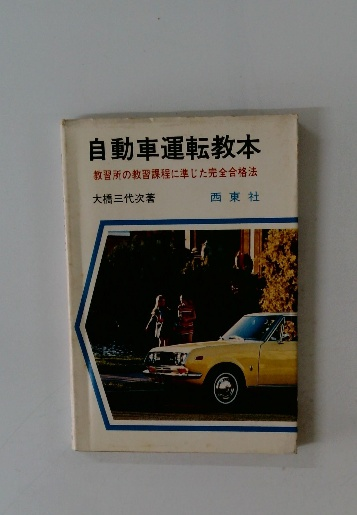 自動車運転教本
教習所の教習課程に準じた完全合格法
大橋三代次著 西東社